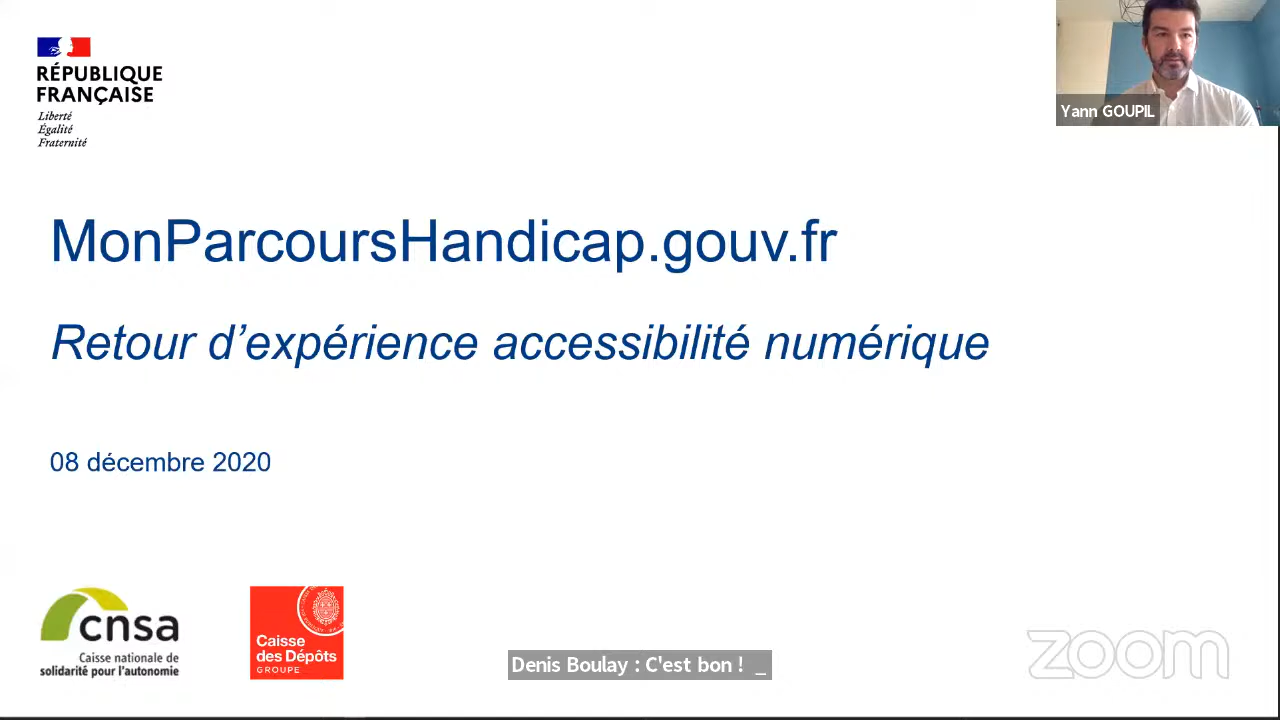 RÉPUBLIQUE
FRANÇAISE
Liberté
Égalité
Fraternité
Yann GOUPIL
MonParcoursHandicap.gouv.fr
Retour d’expérience accessibilité numérique
08 décembre 2020
cnsa
Caisse nationale de
solidarité pour l'autonomie
Caisse
des Dépôts
GROUPE
Denis Boulay : C'est bon ! _
zoom